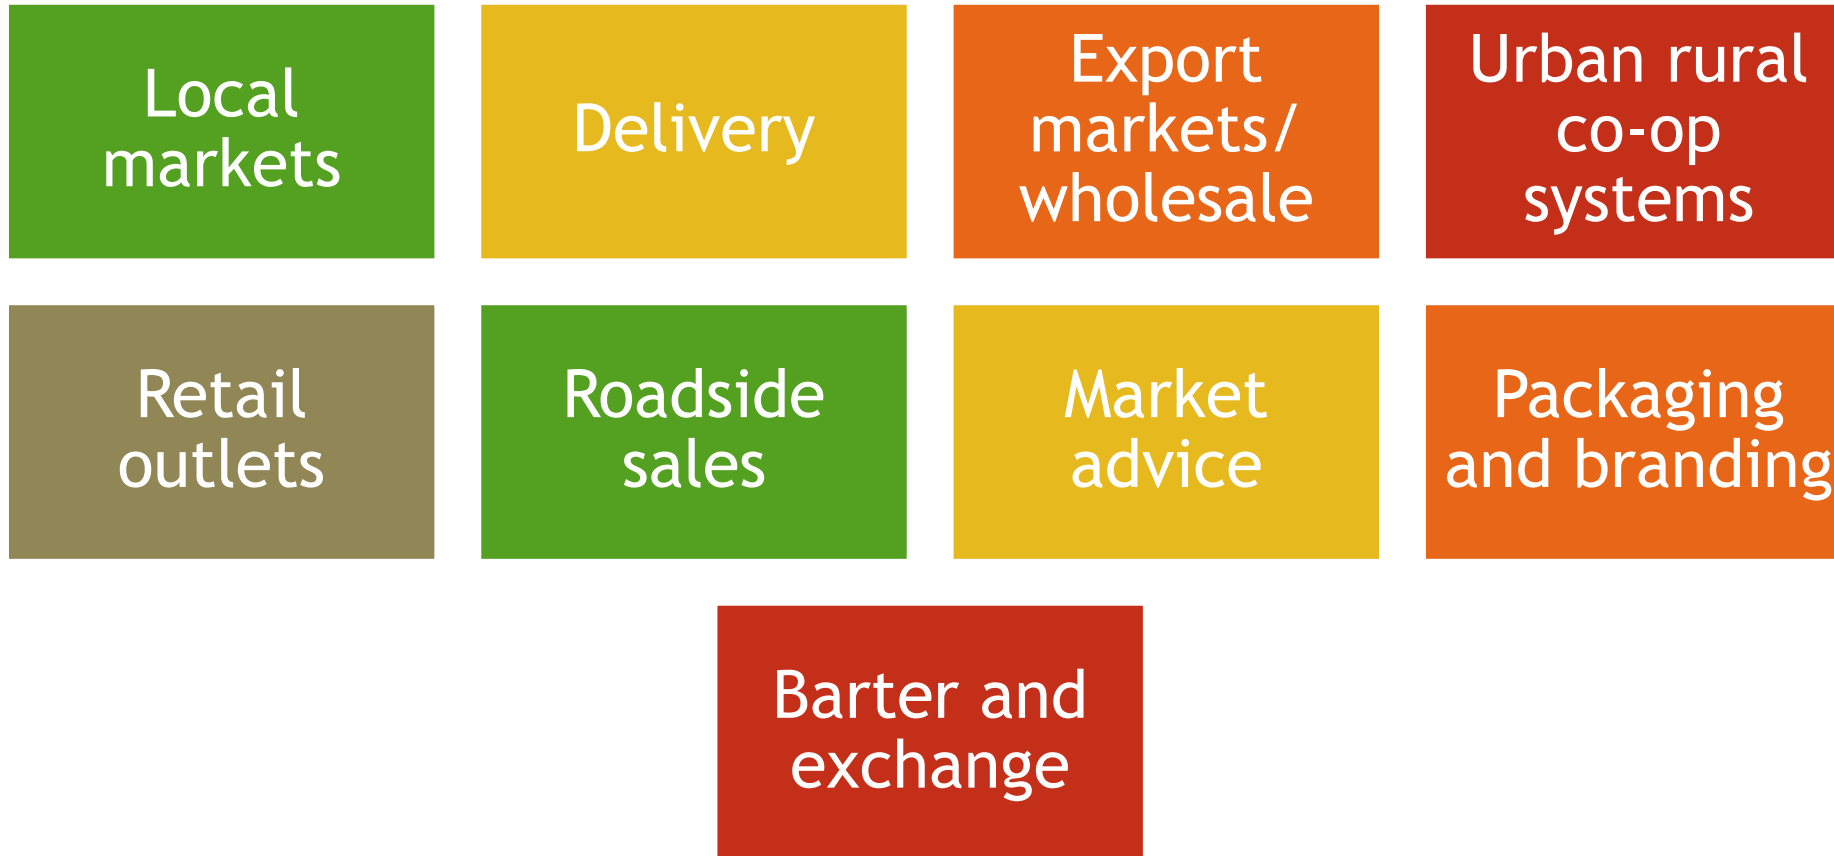 Local
markets
Delivery
Export
markets/
wholesale
Urban rural
co-op
systems
Retail
outlets
Roadside
sales
Market
advice
Packaging
and branding
Barter and
exchange